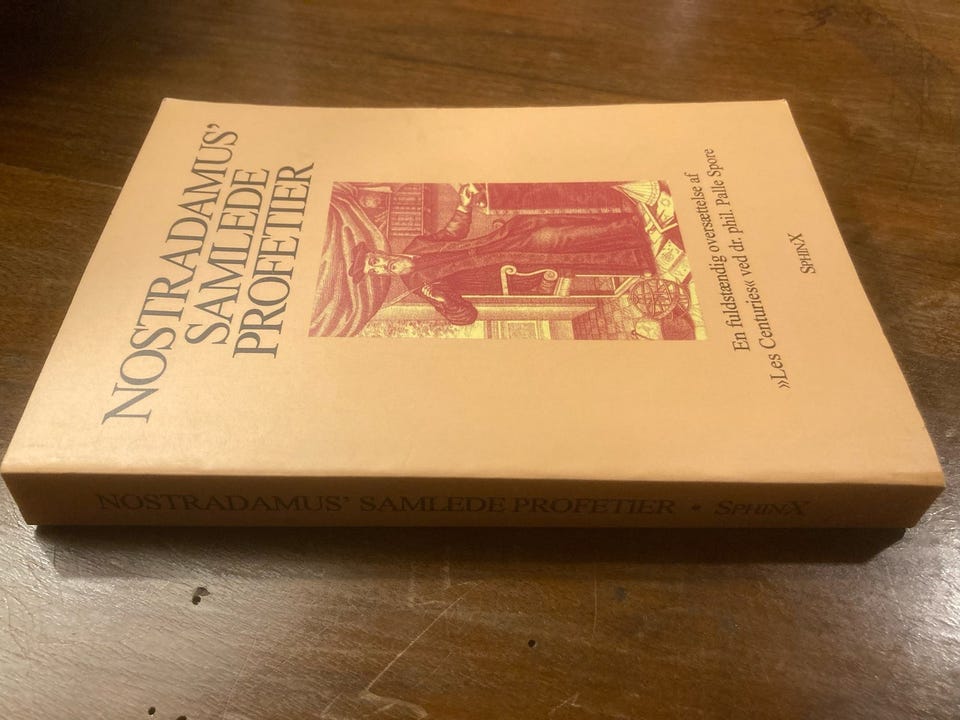 NOSTRADAMUS'
SAMLEDE
PROFETIER
En fuldstændig oversættelse af
»Les Centuries« ved dr. phil. Palle Spore
SPHINX
NOSTRADAMUS' SAMLEDE PROFETIER • SPHINX